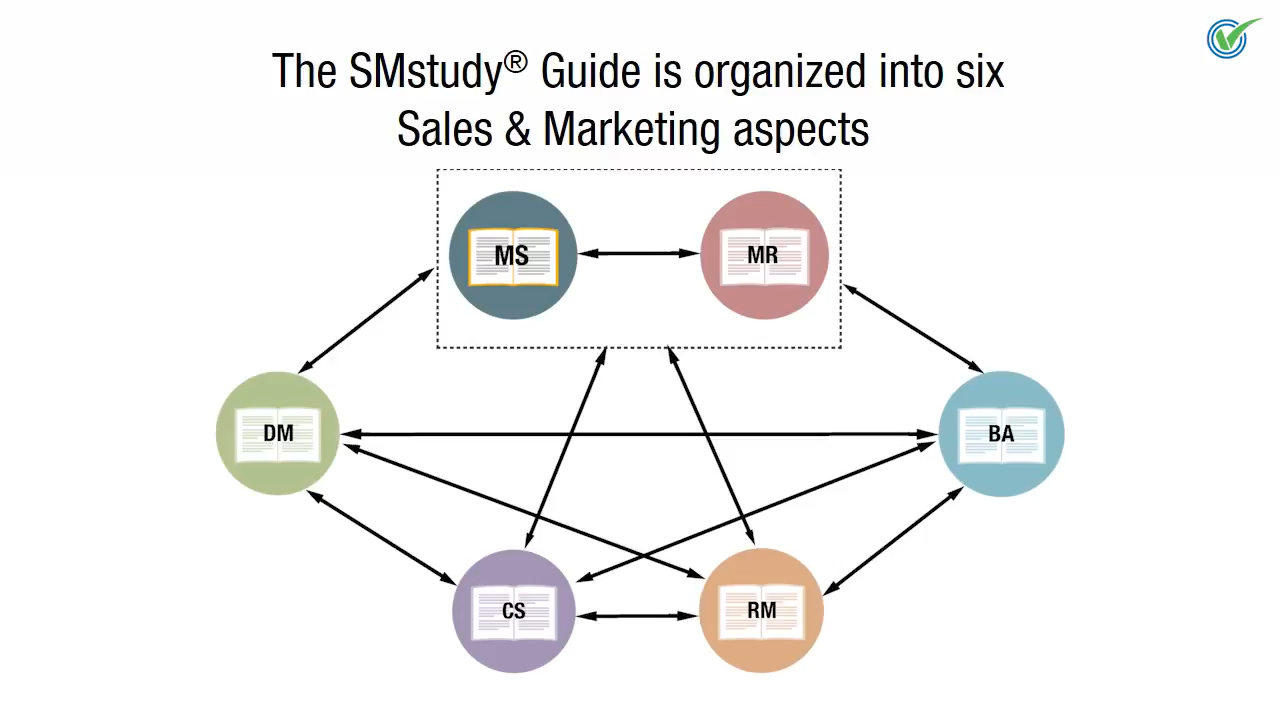 The SMstudy® Guide is organized into six
Sales & Marketing aspects
MS
MR
DM
BA
CS
RM